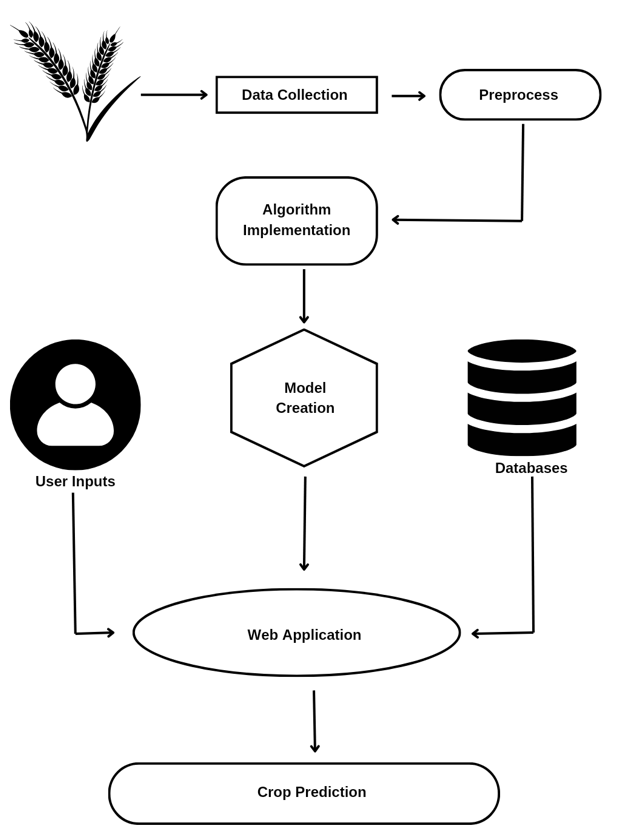 Data Collection
Preprocess
Algorithm
Implementation
Model
Creation
User Inputs
Databases
Web Application
Crop Prediction